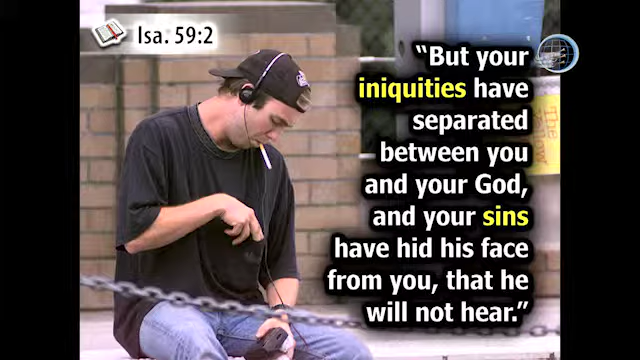 Isa. 59:2
“But your
iniquities have
separated
between you
and your God,
and your sins
have hid his face
from you, that he
will not hear.”